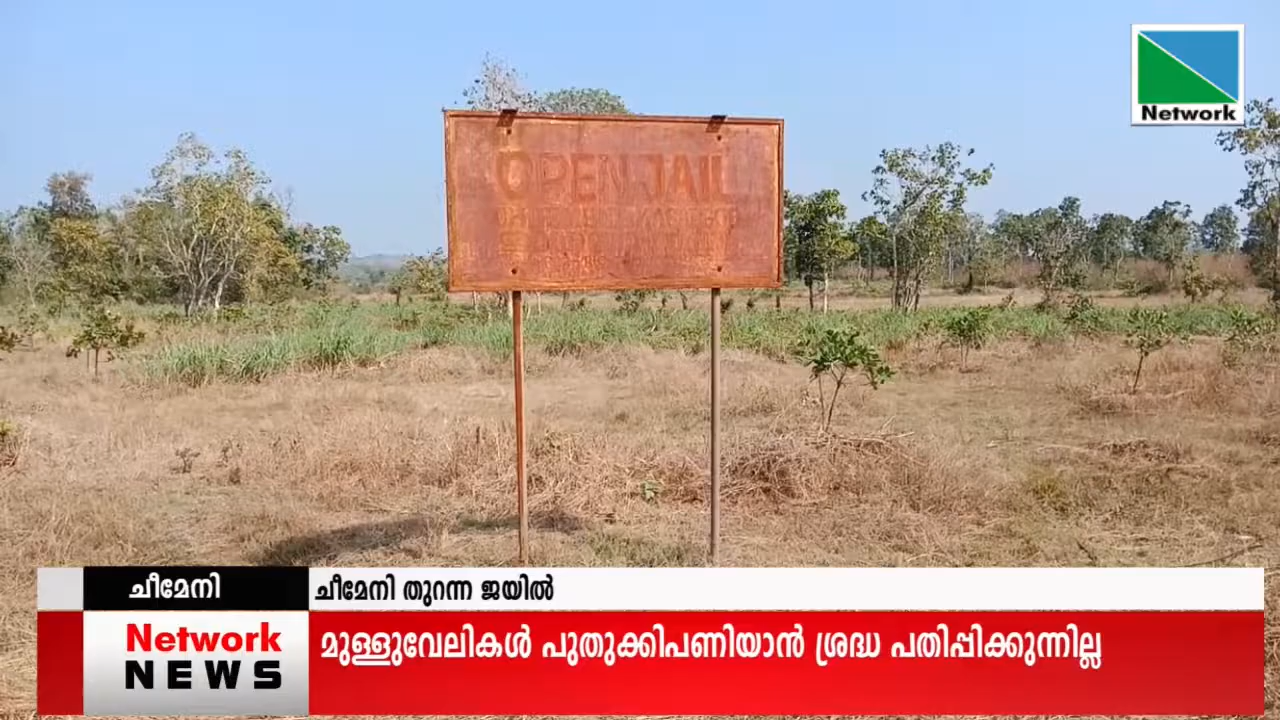 Network
OPEN JAIL
ചീമേനി
ചീമേനി തുറന്ന ജയിൽ
Network
NEWS
മുള്ളുവേലികൾ പുതുക്കിപണിയാൻ ശ്രദ്ധ പതിപ്പിക്കുന്നില്ല